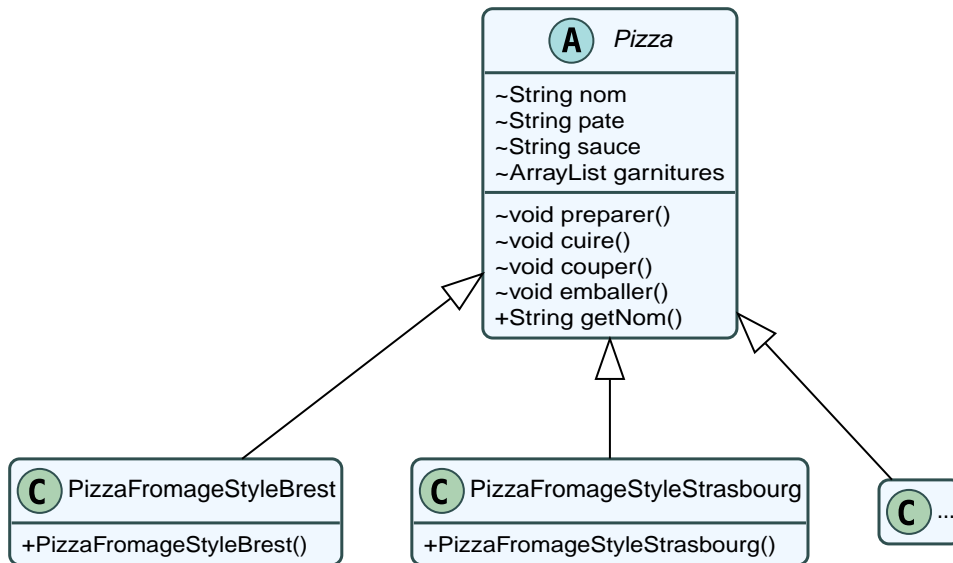 A Pizza
~String nom
~String pate
~String sauce
~ArrayList garnitures
~void preparer()
~void cuire()
~void couper()
~void emballer()
+String getNom()
C PizzaFromageStyleBrest
+PizzaFromageStyleBrest()
C PizzaFromageStyleStrasbourg
+PizzaFromageStyleStrasbourg()
C ...